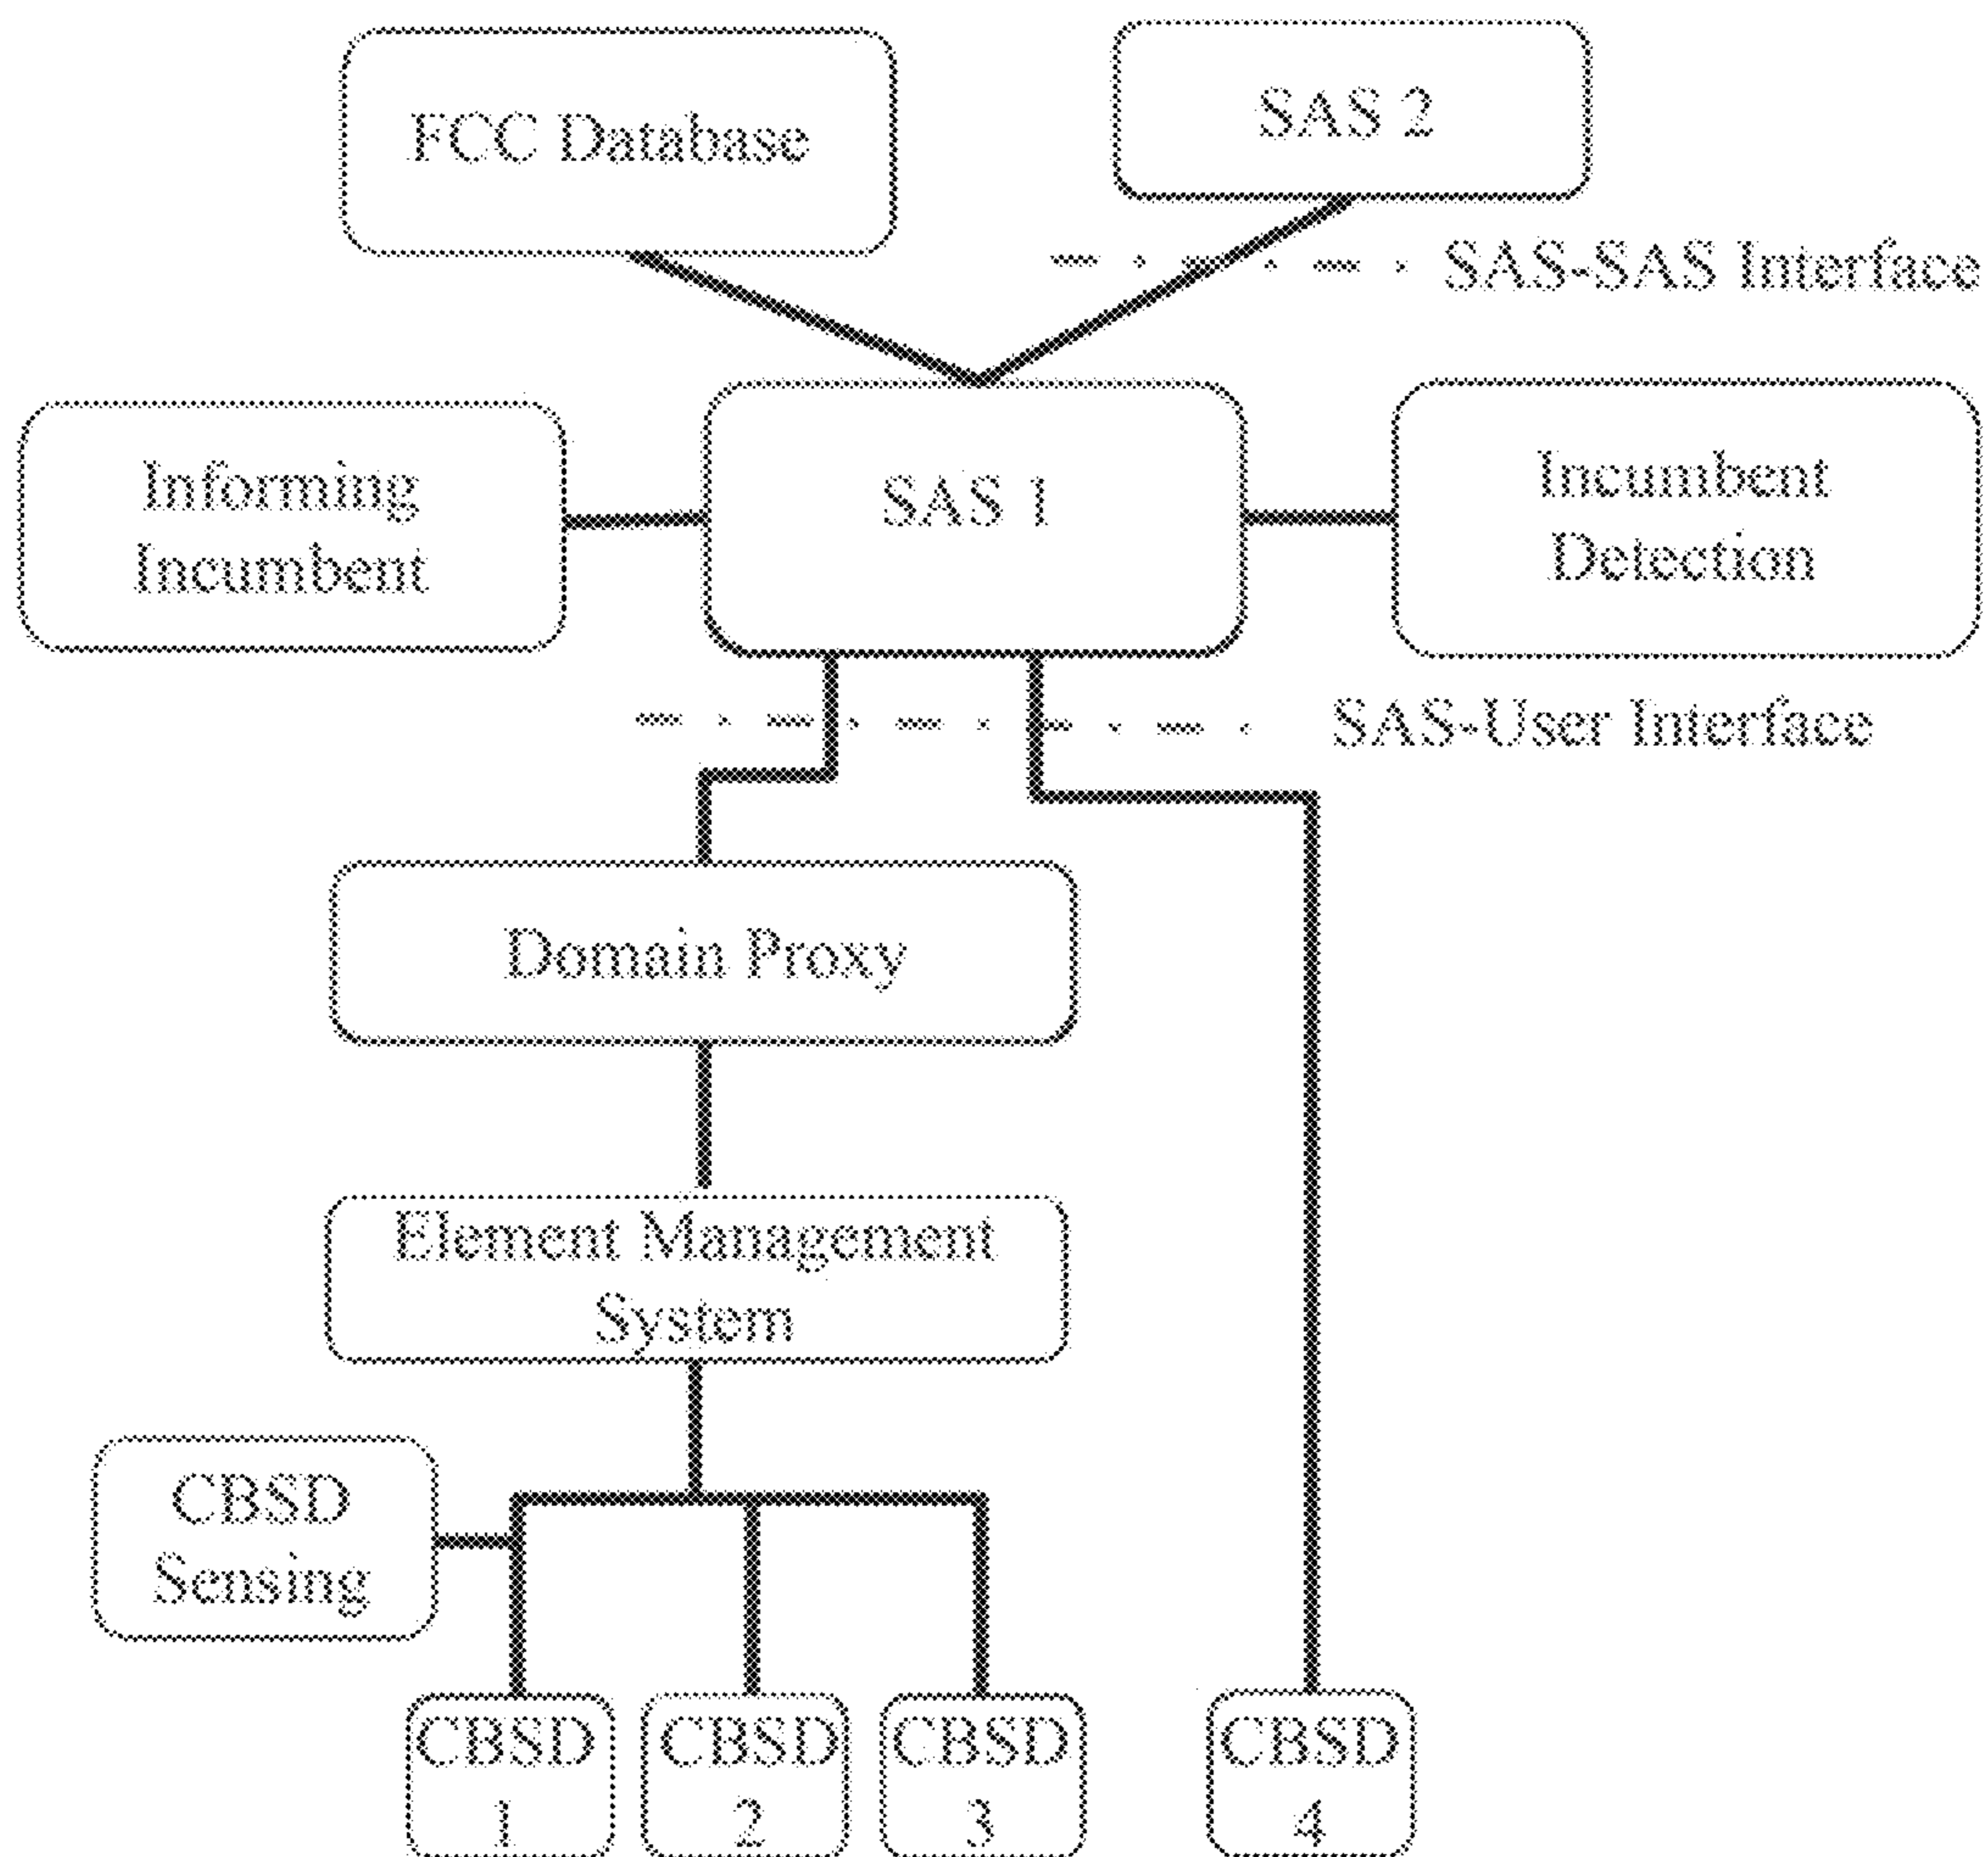 FCC Database
SAS 2
SAS-SAS Interface
Informing
Incumbent
SAS 1
Incumbent
Detection
SAS-User Interface
Domain Proxy
Element Management
System
CBSD
Sensing
CBSD
1
CBSD
2
CBSD
3
CBSD
4